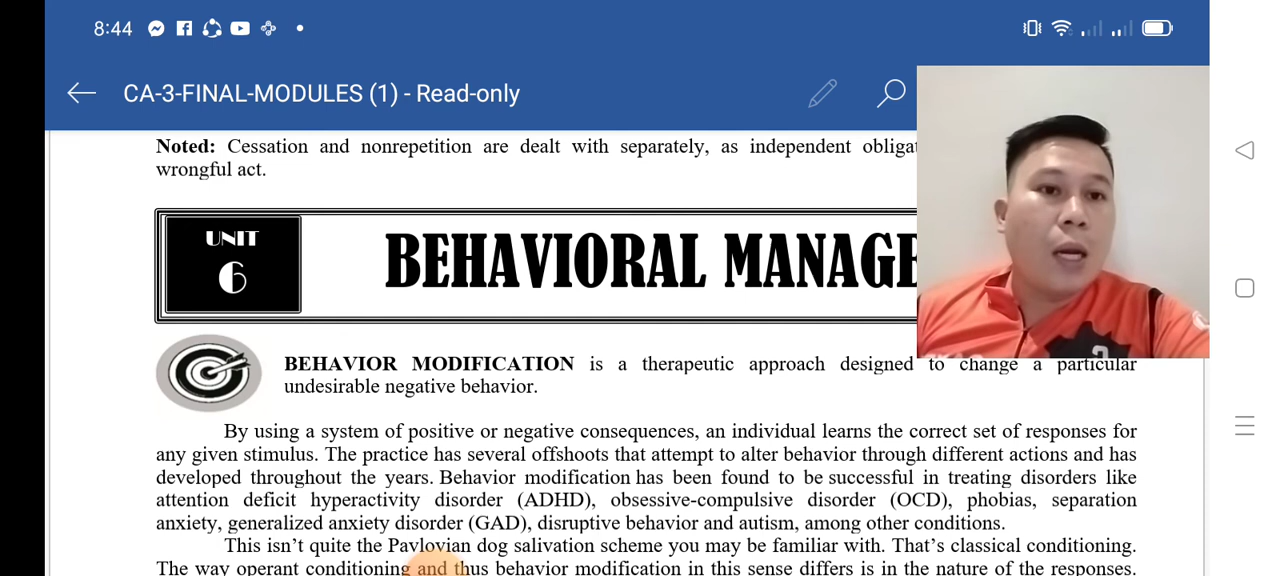 8:44
CA-3-FINAL-MODULES (1) - Read-only
Noted: Cessation and nonrepetition are dealt with separately, as independent
wrongful act.
UNIT
6
BEHAVIORAL
BEHAVIOR MODIFICATION is a therapeutic approach designed to change a particular
undesirable negative behavior.
By using a system of positive or negative consequences, an individual learns the correct set of responses for
any given stimulus. The practice has several offshoots that attempt to alter behavior through different actions and has
developed throughout the years. Behavior modification has been found to be successful in treating disorders like
attention deficit hyperactivity disorder (ADHD), obsessive-compulsive disorder (OCD), phobias, separation
anxiety, generalized anxiety disorder (GAD), disruptive behavior and autism, among other conditions.
This isn't quite the Pavlovian dog salivation scheme you may be familiar with. That's classical conditioning.
The way operant conditioning and thus behavior modification in this sense differs is in the nature of the responses.